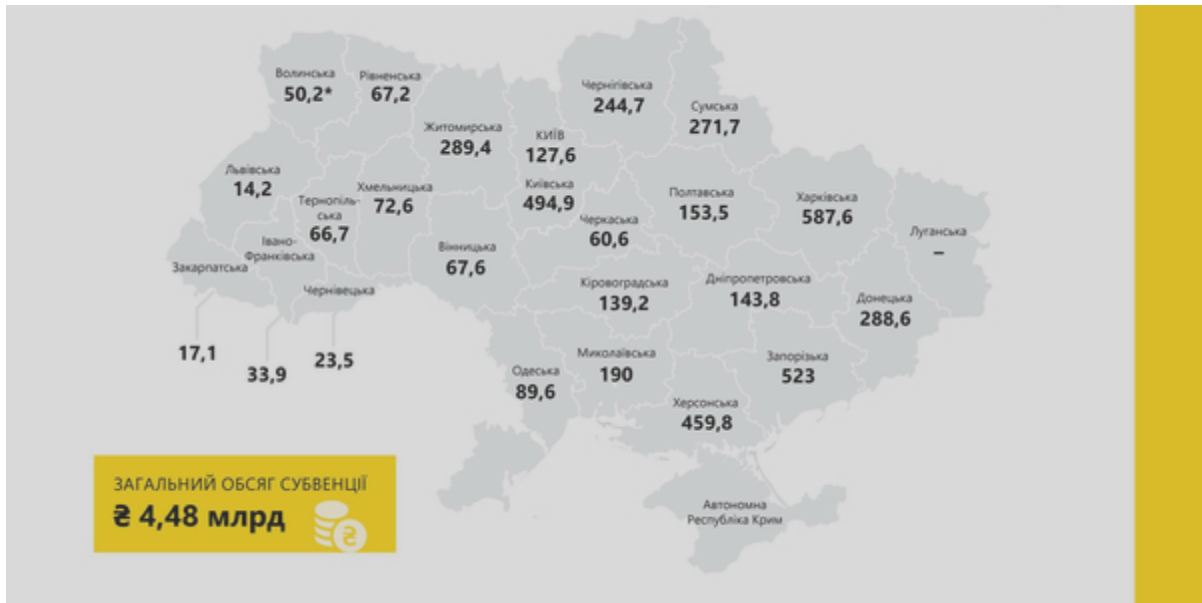 Волинська
50,2*
Рівненська
67,2
Житомирська
289,4
КИЇВ
127,6
Київська
494,9
Чернігівська
244,7
Сумська
271,7
Львівська
14,2
Тернопіль-
ська
66,7
Хмельницька
72,6
Вінницька
67,6
Черкаська
60,6
Полтавська
153,5
Харківська
587,6
Луганська
–
Закарпатська
17,1
Івано-
Франківська
33,9
Чернівецька
23,5
Кіровоградська
139,2
Дніпропетровська
143,8
Донецька
288,6
Одеська
89,6
Миколаївська
190
Запорізька
523
Херсонська
459,8
Автономна
Республіка Крим
ЗАГАЛЬНИЙ ОБСЯГ СУБВЕНЦІЇ
₴ 4,48 млрд
₴